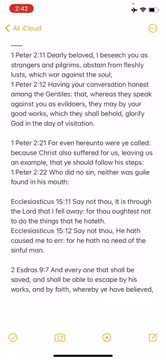 2:42
All iCloud
1 Peter 2:11 Dearly beloved, I beseech you as
strangers and pilgrims, abstain from fleshly
lusts, which war against the soul;
1 Peter 2:12 Having your conversation honest
among the Gentiles: that, whereas they speak
against you as evildoers, they may by your
good works, which they shall behold, glorify
God in the day of visitation.
1 Peter 2:21 For even hereunto were ye called:
because Christ also suffered for us, leaving us
an example, that ye should follow his steps:
1 Peter 2:22 Who did no sin, neither was guile
found in his mouth:
Ecclesiasticus 15:11 Say not thou, It is through
the Lord that I fell away: for thou oughtest not
to do the things that he hateth.
Ecclesiasticus 15:12 Say not thou, He hath
caused me to err: for he hath no need of the
sinful man.
2 Esdras 9:7 And every one that shall be
saved, and shall be able to escape by his
works, and by faith, whereby ye have believed,